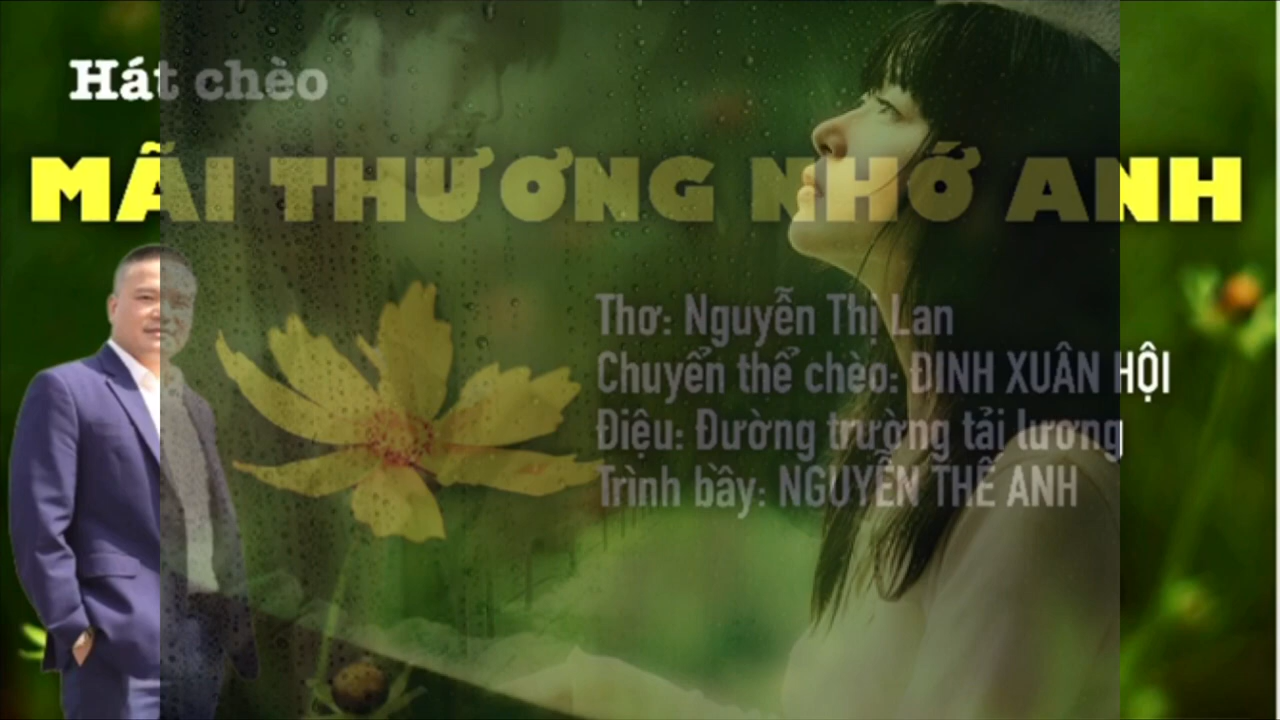 Hát chèo
MÃI THƯƠNG NHỚ ANH
Thơ: Nguyễn Thị Lan
Chuyển thể chèo: ĐINH XUÂN HỘI
Điệu: Đường trường tải lương
Trình bầy: NGUYỄN THẾ ANH